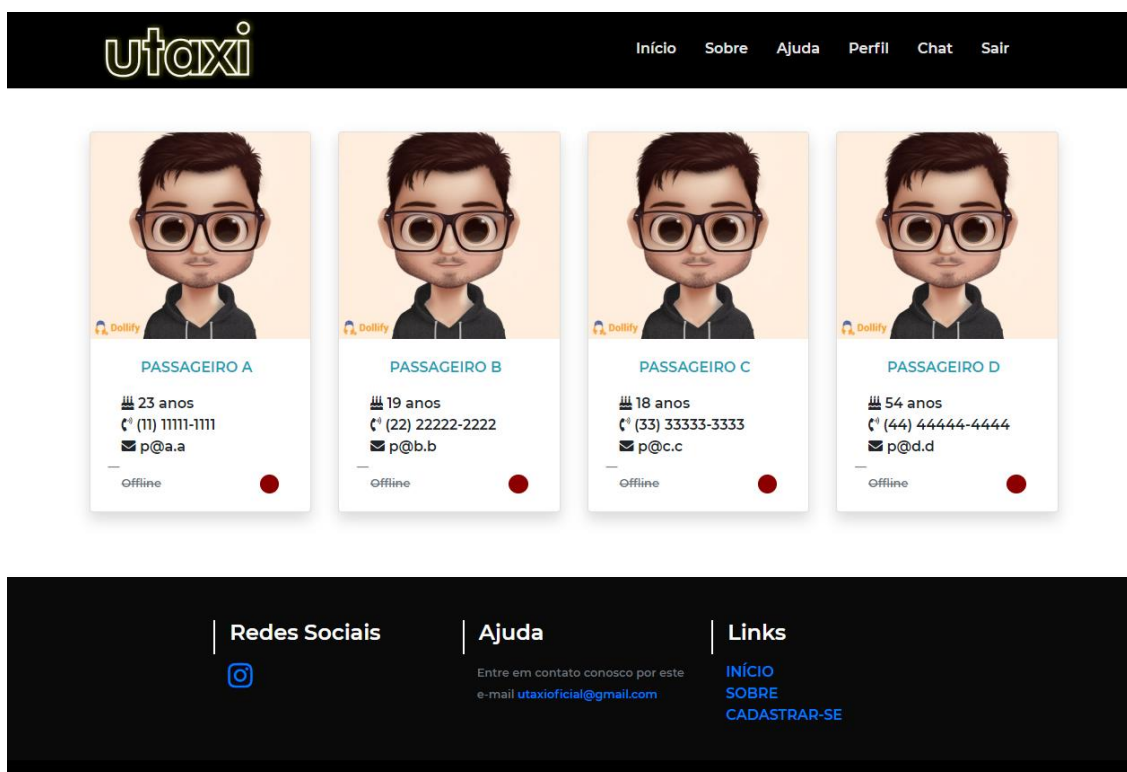 utaxi
Início Sobre Ajuda Perfil Chat Sair
Dollify Dollify Dollify Dollify
PASSAGEIRO A PASSAGEIRO B PASSAGEIRO C PASSAGEIRO D
23 anos 19 anos 18 anos 54 anos
(11) 11111-1111 (22) 22222-2222 (33) 33333-3333 (44) 44444-4444
p@a.a p@b.b p@c.c p@d.d
Offline Offline Offline Offline
Redes Sociais Ajuda Links
Entre em contato conosco por este
e-mail utaxioficial@gmail.com
INÍCIO
SOBRE
CADASTRAR-SE